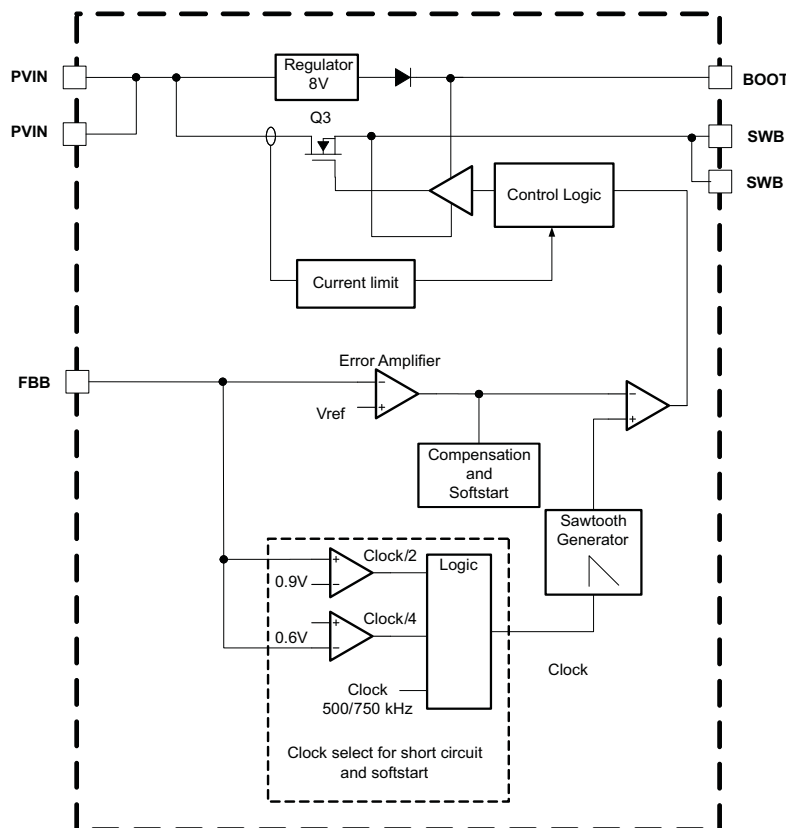 PVIN
Regulator
8V
BOOT
Q3
PVIN
SWB
SWB
Control Logic
Current limit
Error Amplifier
FBB
−
+
Vref
−
+
Compensation
and
Softstart
Sawtooth
Generator
Clock/2
Logic
+
0.9V
−
Clock/4
+
0.6V
−
Clock
Clock
500/750 kHz
Clock select for short circuit
and softstart